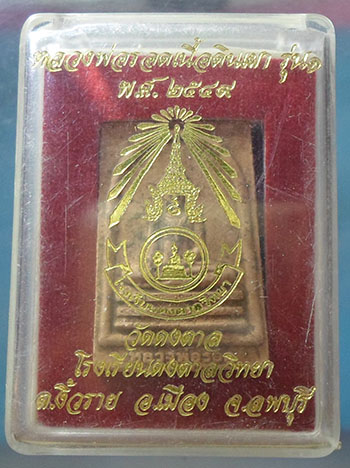 หลวงพ่อรอดเนื้อดินเผา รุ่น๑
พ.ศ. ๒๕๔๙
วัดดงตาล
โรงเรียนดงตาลวิทยา
ต.งิ้วราย อ.เมือง จ.ลพบุรี